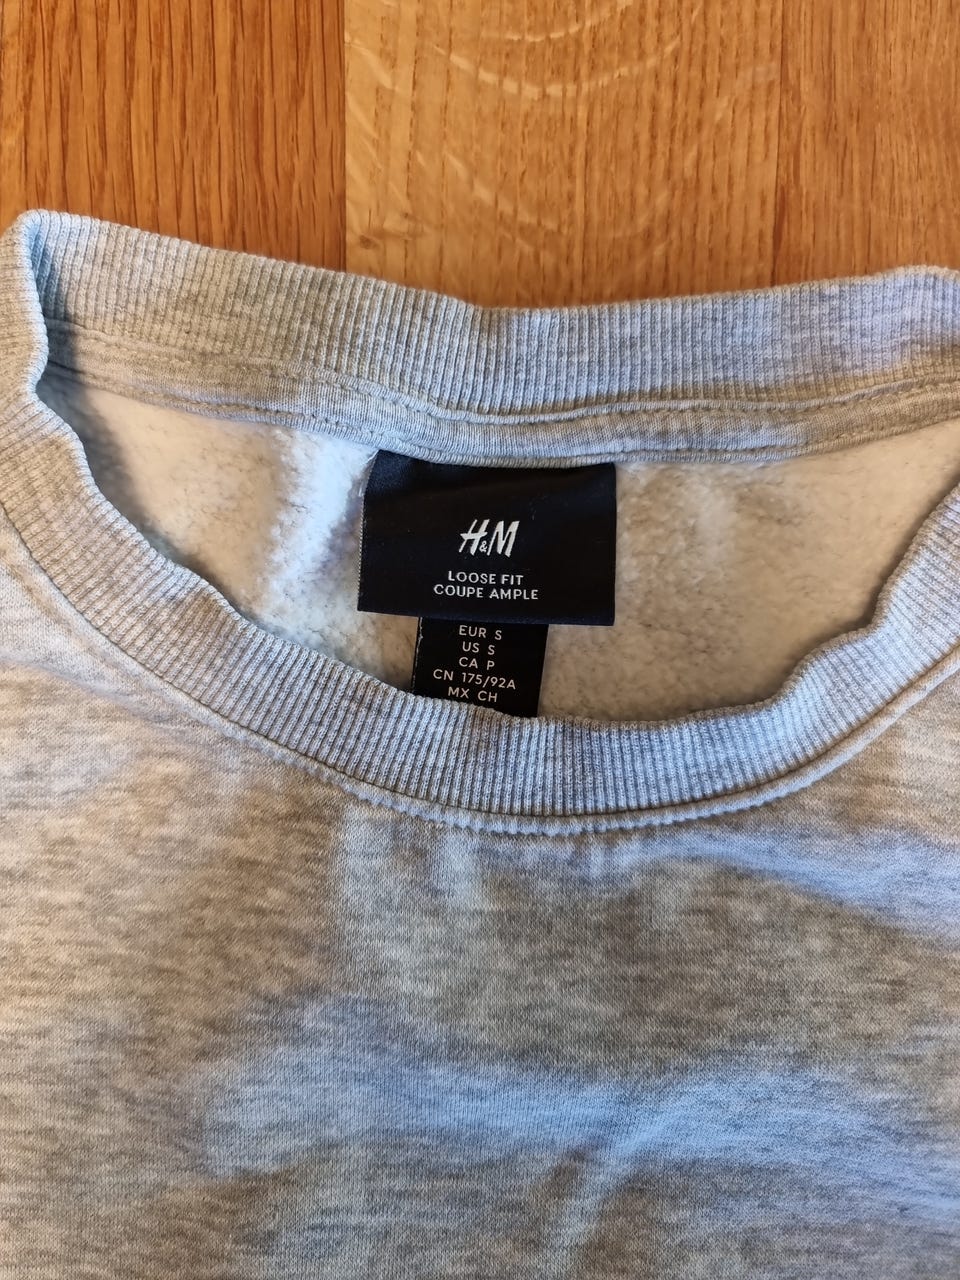 H&M
LOOSE FIT
COUPE AMPLE
EUR S
US S
CA P
CN 175/92A
MX CH